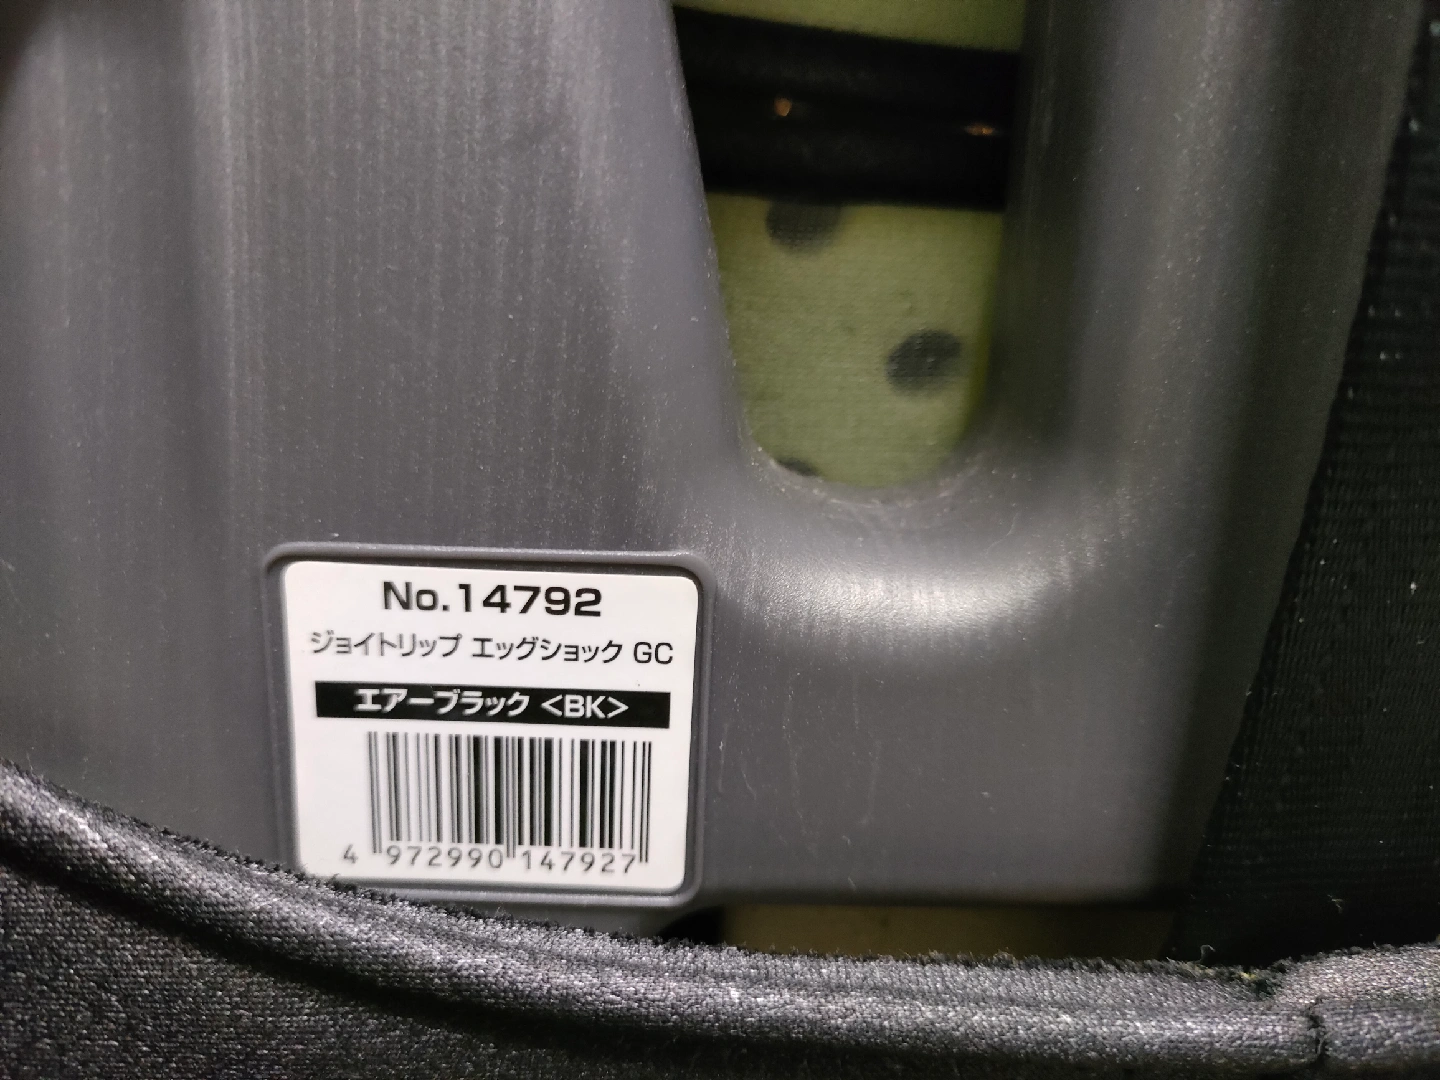 No.14792
ジョイトリップ エッグショック GC
エアーブラック <BK>
4 972990 147927